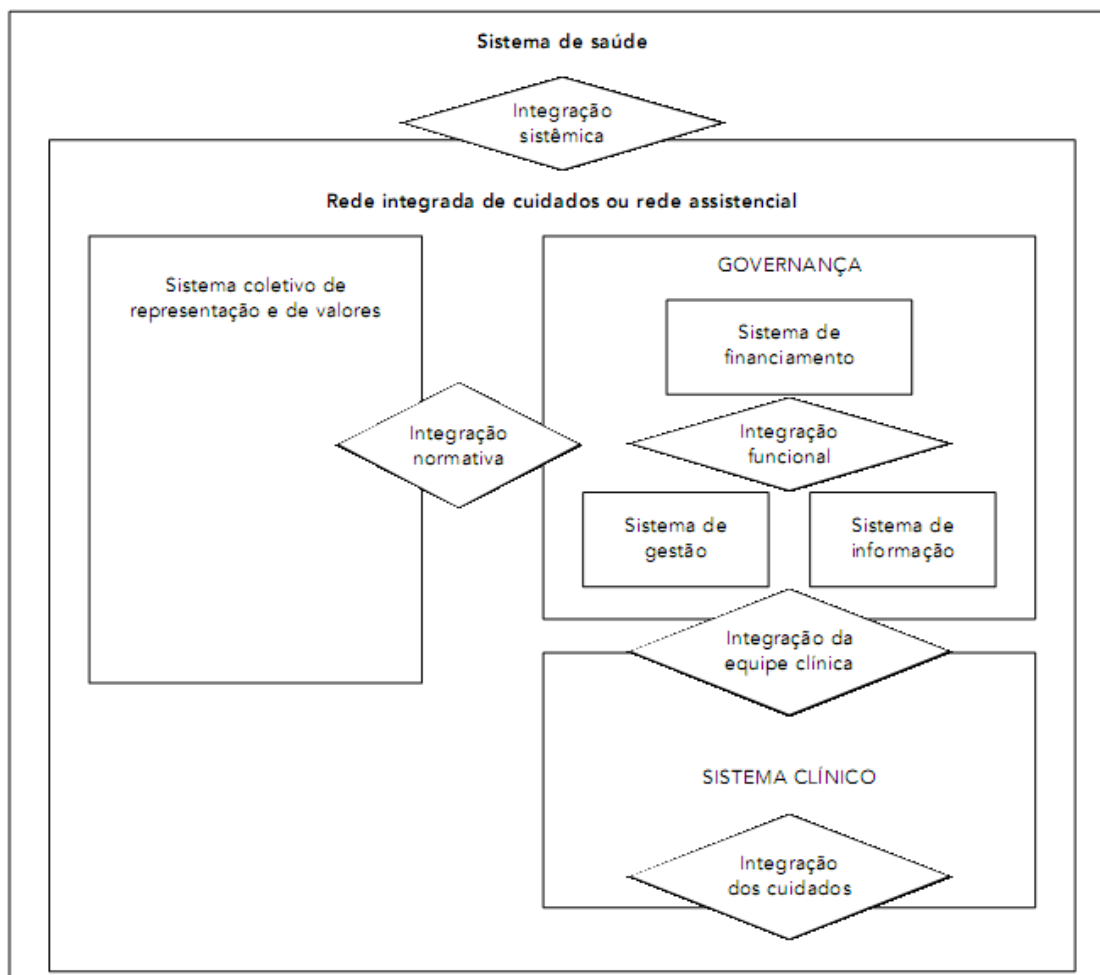 Sistema de saúde
Integração
sistêmica
Rede integrada de cuidados ou rede assistencial
Sistema coletivo de
representação e de valores
Integração
normativa
GOVERNANÇA
Sistema de
financiamento
Integração
funcional
Sistema de
gestão
Sistema de
informação
Integração da
equipe clínica
SISTEMA CLÍNICO
Integração
dos cuidados